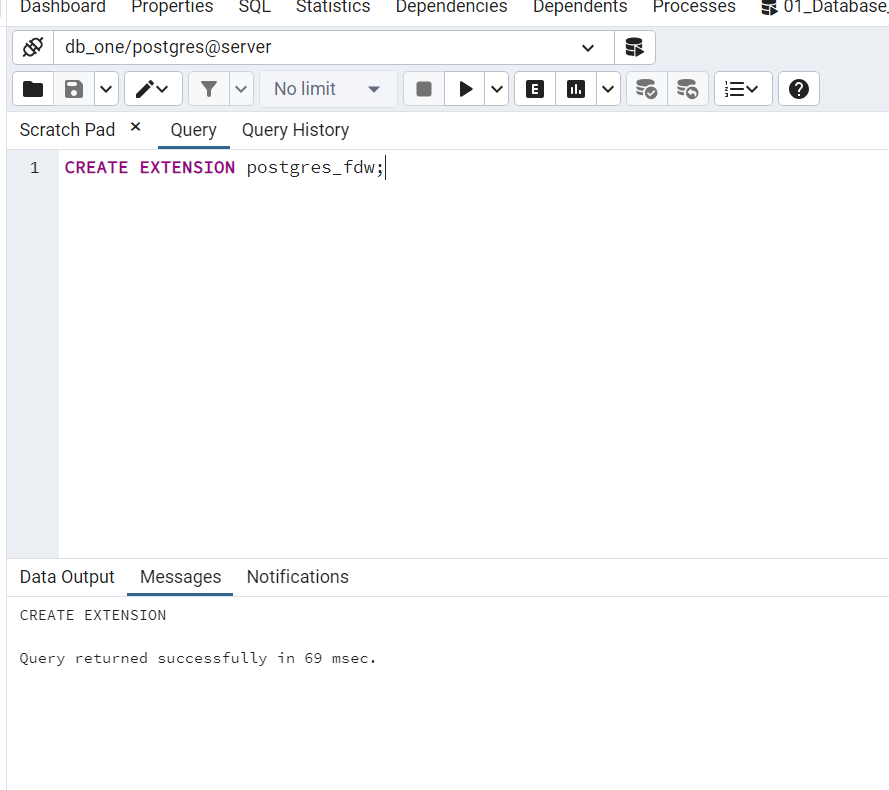 Dashboard Properties SQL Statistics Dependencies Dependents Processes 01_Database_
db_one/postgres@server
No limit E ?
Scratch Pad × Query Query History
1 CREATE EXTENSION postgres_fdw;
Data Output Messages Notifications
CREATE EXTENSION
Query returned successfully in 69 msec.